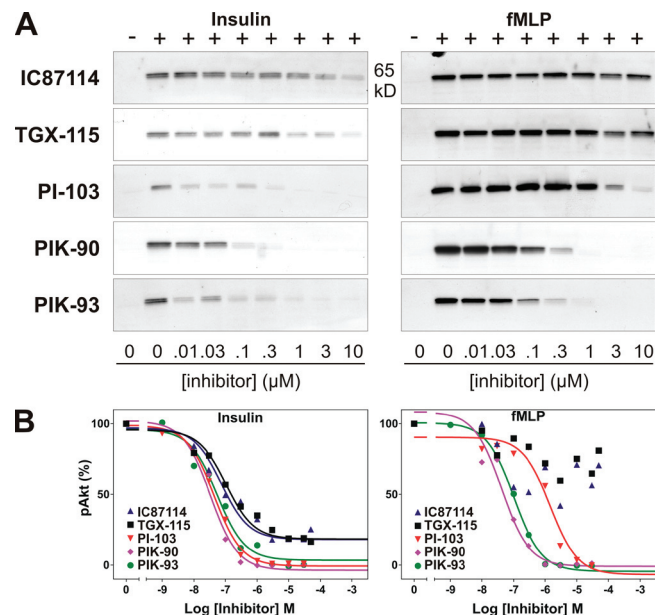 A
Insulin
fMLP
- + + + + + + + +
- + + + + + + + +
IC87114
65
kD
TGX-115
PI-103
PIK-90
PIK-93
0 0 .01 .03 .1 .3 1 3 10
0 0 .01 .03 .1 .3 1 3 10
[inhibitor] (µM)
[inhibitor] (µM)
B
Insulin
fMLP
pAkt (%)
100
50
0
IC87114
TGX-115
PI-103
PIK-90
PIK-93
-10 -9 -8 -7 -6 -5 -4 -3
Log [Inhibitor] M
100
50
0
IC87114
TGX-115
PI-103
PIK-90
PIK-93
-10 -9 -8 -7 -6 -5 -4 -3
Log [Inhibitor] M